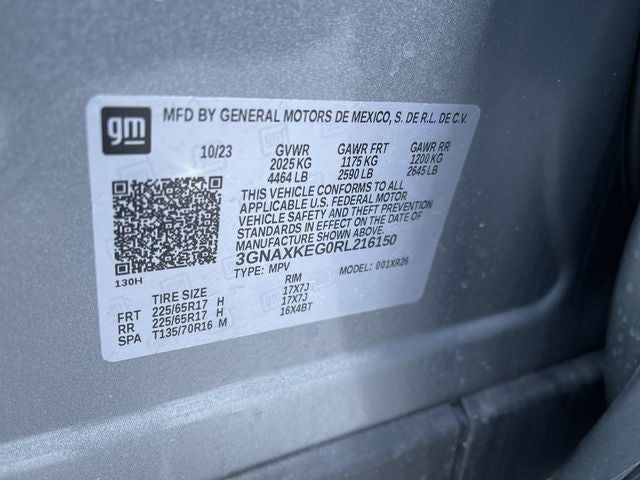 gm MFD BY GENERAL MOTORS DE MEXICO, S. DE R.L. DE C.V.
10/23 GVWR GAWR FRT GAWR RR
2025 KG 1175 KG 1200 KG
4464 LB 2590 LB 2645 LB
THIS VEHICLE CONFORMS TO ALL
APPLICABLE U.S. FEDERAL MOTOR
VEHICLE SAFETY AND THEFT PREVENTION
STANDARDS IN EFFECT ON THE DATE OF
MANUFACTURE SHOWN ABOVE.
3GNAXKEG0RL216150
130H TYPE: MPV MODEL: 001XR26
TIRE SIZE RIM
FRT 225/65R17 H 17X7J
RR 225/65R17 H 17X7J
SPA T135/70R16 M 16X4BT